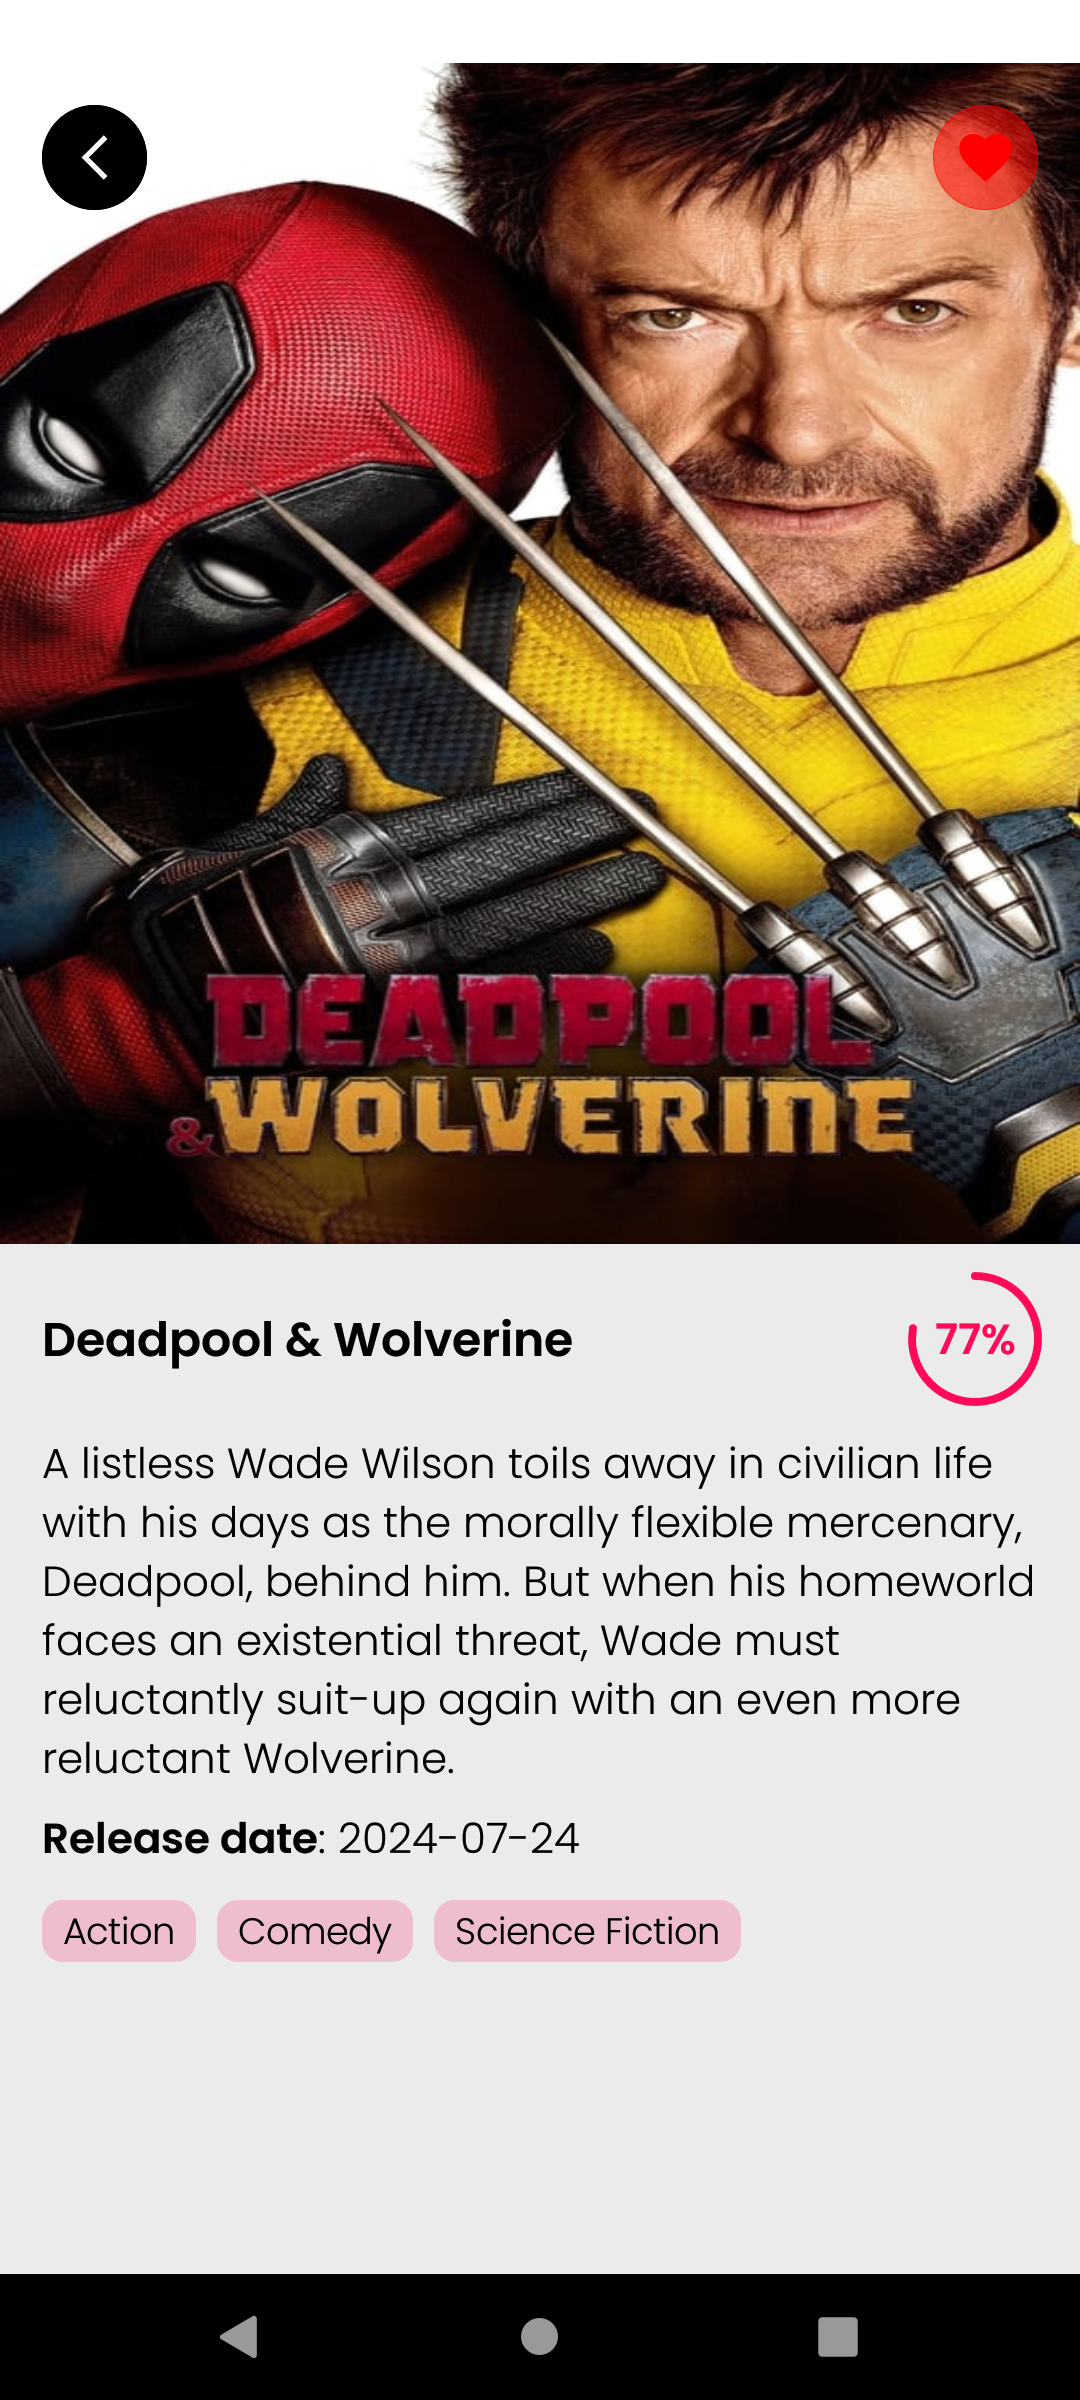 DEADPOOL
&WOLVERINE
Deadpool & Wolverine
77%
A listless Wade Wilson toils away in civilian life
with his days as the morally flexible mercenary,
Deadpool, behind him. But when his homeworld
faces an existential threat, Wade must
reluctantly suit-up again with an even more
reluctant Wolverine.
Release date: 2024-07-24
Action
Comedy
Science Fiction